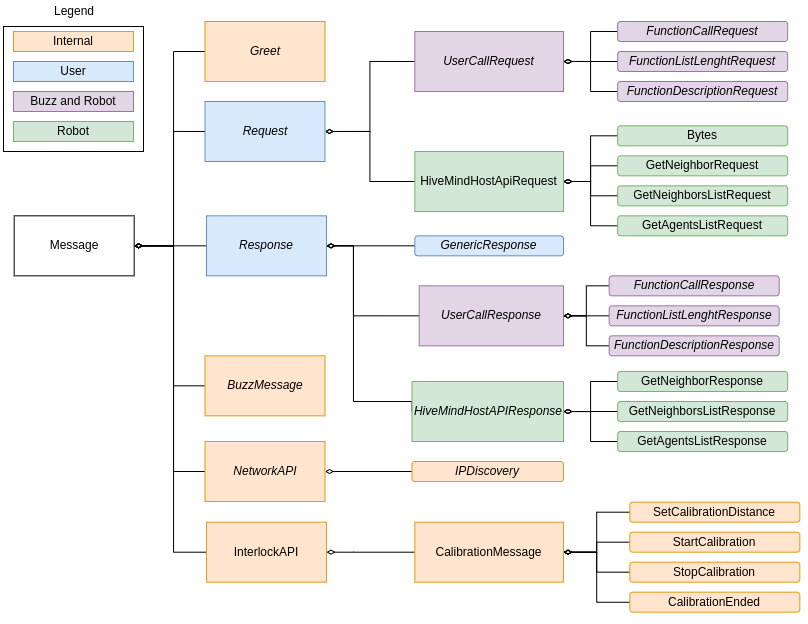 Legend
Internal
User
Buzz and Robot
Robot
Message
Greet
Request
Response
BuzzMessage
NetworkAPI
InterlockAPI
UserCallRequest
HiveMindHostApiRequest
GenericResponse
UserCallResponse
HiveMindHostAPIResponse
IPDiscovery
CalibrationMessage
FunctionCallRequest
FunctionListLenghtRequest
FunctionDescriptionRequest
Bytes
GetNeighborRequest
GetNeighborsListRequest
GetAgentsListRequest
FunctionCallResponse
FunctionListLenghtResponse
FunctionDescriptionResponse
GetNeighborResponse
GetNeighborsListResponse
GetAgentsListResponse
SetCalibrationDistance
StartCalibration
StopCalibration
CalibrationEnded